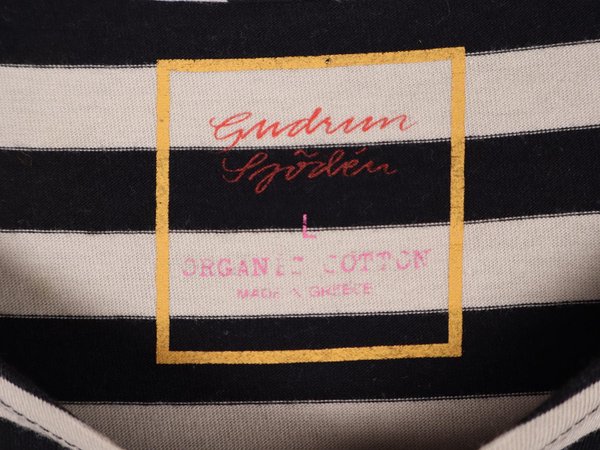 Gudrun
Sjödén
L
ORGANIC COTTON
MADE IN GREECE